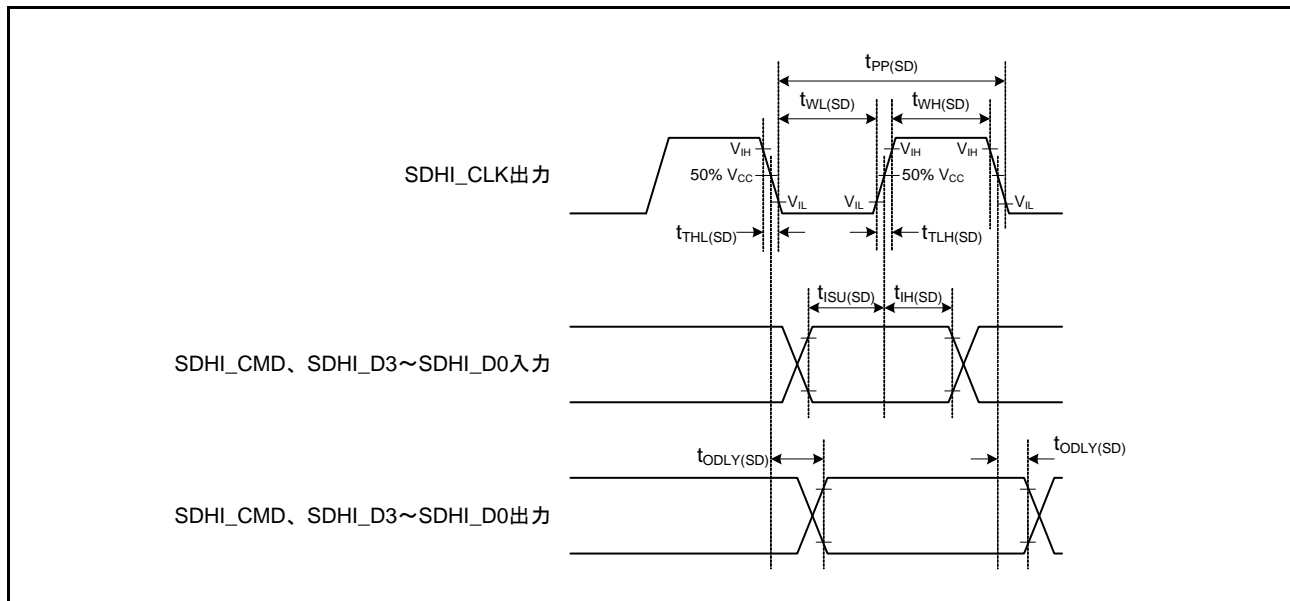 tPP(SD)
tWL(SD) tWH(SD)
SDHI_CLK出力
VIH VIH VIH
50% VCC 50% VCC
VIL VIL VIL
tTHL(SD) tTLH(SD)
tISU(SD) tIH(SD)
SDHI_CMD、SDHI_D3～SDHI_D0入力
tODLY(SD) tODLY(SD)
SDHI_CMD、SDHI_D3～SDHI_D0出力